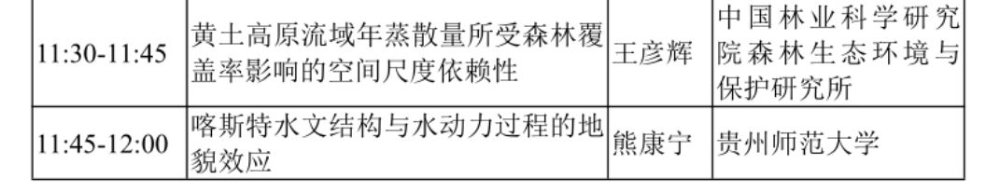 11:30-11:45
黄土高原流域年蒸散量所受森林覆
盖率影响的空间尺度依赖性
王彦辉
中国林业科学研究
院森林生态环境与
保护研究所
11:45-12:00
喀斯特水文结构与水动力过程的地
貌效应
熊康宁
贵州师范大学